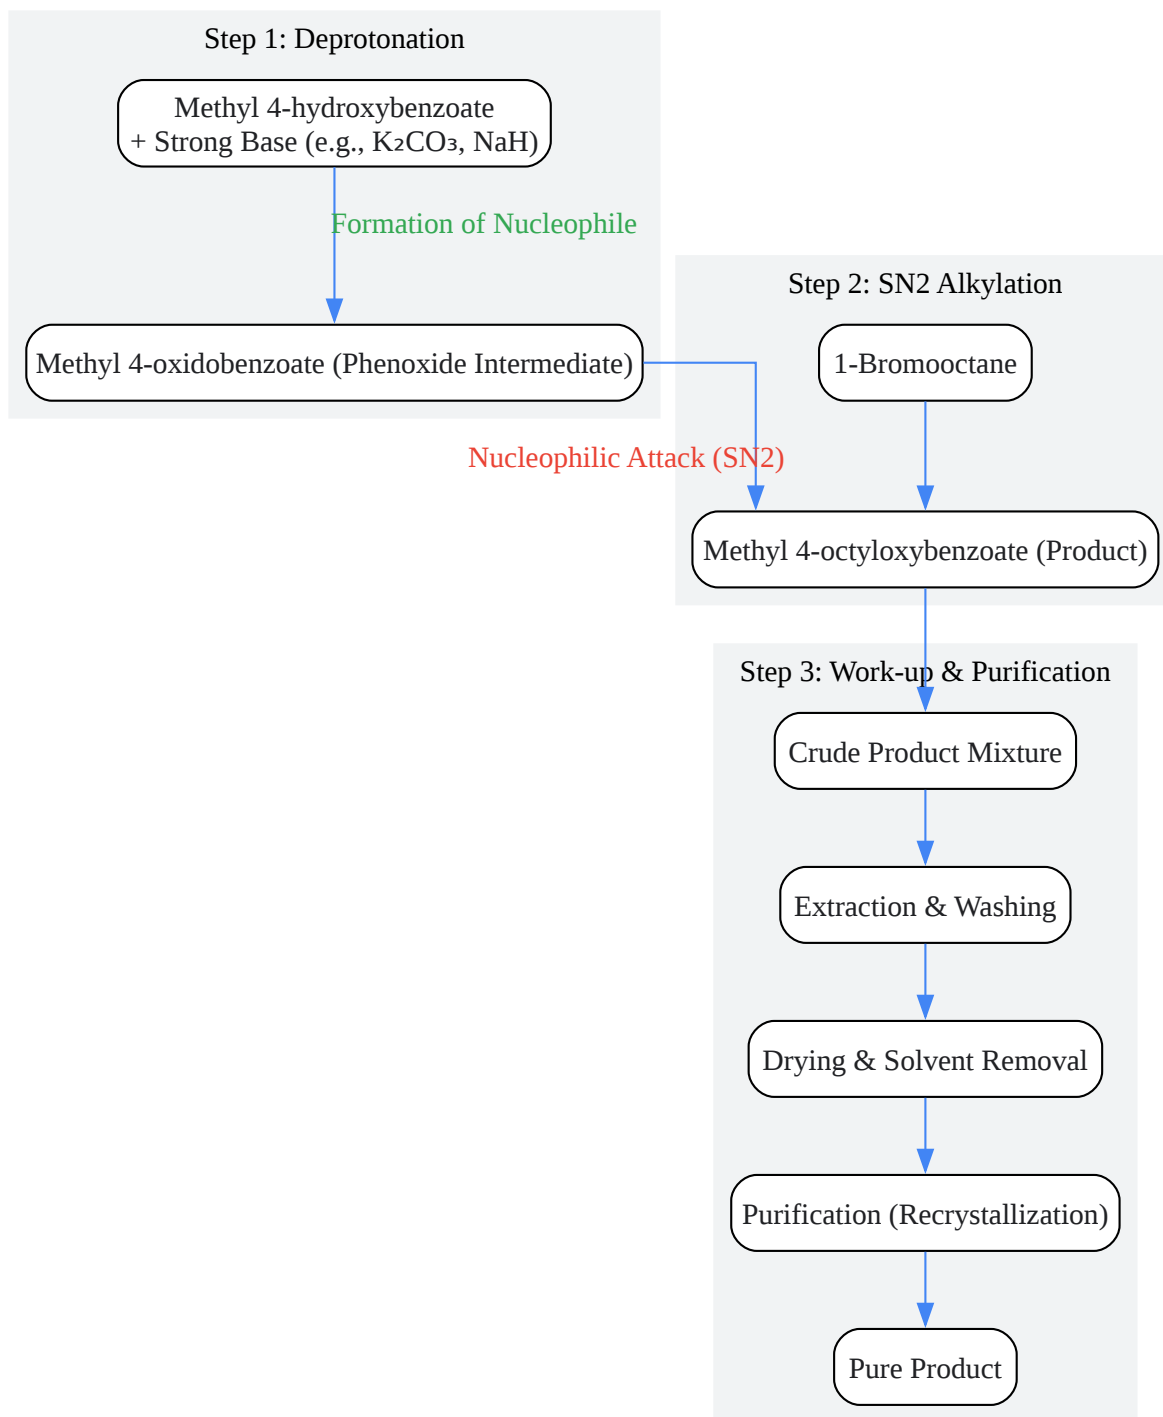 Step 1: Deprotonation
Methyl 4-hydroxybenzoate
+ Strong Base (e.g., K₂CO₃, NaH)
Formation of Nucleophile
Methyl 4-oxidobenzoate (Phenoxide Intermediate)
Step 2: SN2 Alkylation
1-Bromooctane
Nucleophilic Attack (SN2)
Methyl 4-octyloxybenzoate (Product)
Step 3: Work-up & Purification
Crude Product Mixture
Extraction & Washing
Drying & Solvent Removal
Purification (Recrystallization)
Pure Product